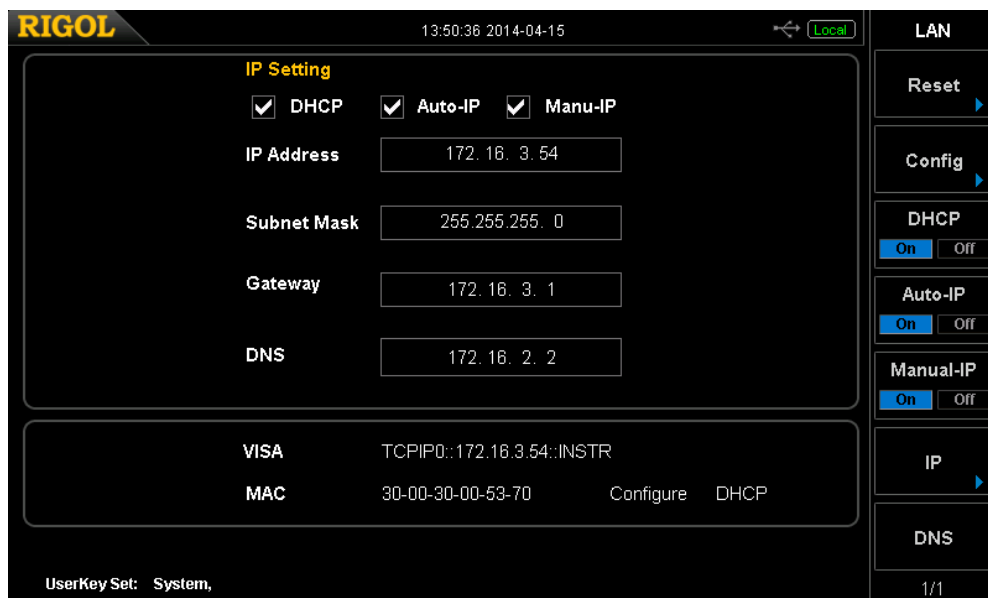 RIGOL 13:50:36 2014-04-15 Local
IP Setting
DHCP Auto-IP Manu-IP
IP Address 172. 16. 3. 54
Subnet Mask 255.255.255. 0
Gateway 172. 16. 3. 1
DNS 172. 16. 2. 2
VISA TCPIP0::172.16.3.54::INSTR
MAC 30-00-30-00-53-70 Configure DHCP
UserKey Set: System,
LAN
Reset
Config
DHCP
On Off
Auto-IP
On Off
Manual-IP
On Off
IP
DNS
1/1